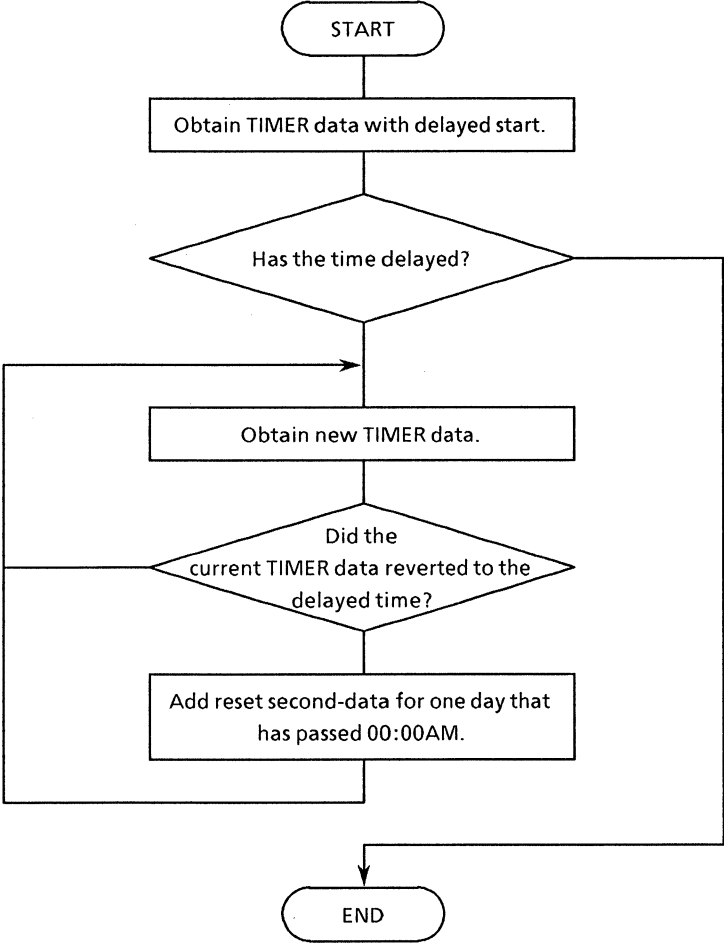 START
Obtain TIMER data with delayed start.
Has the time delayed?
Obtain new TIMER data.
Did the
current TIMER data reverted to the
delayed time?
Add reset second-data for one day that
has passed 00:00AM.
END